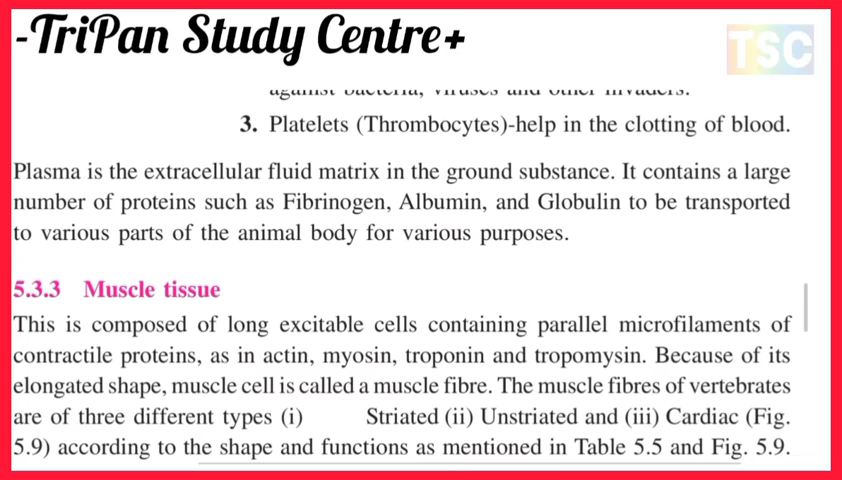 -TriPan Study Centre+
TSC
against bacteria, viruses and other invaders.
3. Platelets (Thrombocytes)-help in the clotting of blood.
Plasma is the extracellular fluid matrix in the ground substance. It contains a large
number of proteins such as Fibrinogen, Albumin, and Globulin to be transported
to various parts of the animal body for various purposes.
5.3.3 Muscle tissue
This is composed of long excitable cells containing parallel microfilaments of
contractile proteins, as in actin, myosin, troponin and tropomysin. Because of its
elongated shape, muscle cell is called a muscle fibre. The muscle fibres of vertebrates
are of three different types (i) Striated (ii) Unstriated and (iii) Cardiac (Fig.
5.9) according to the shape and functions as mentioned in Table 5.5 and Fig. 5.9.